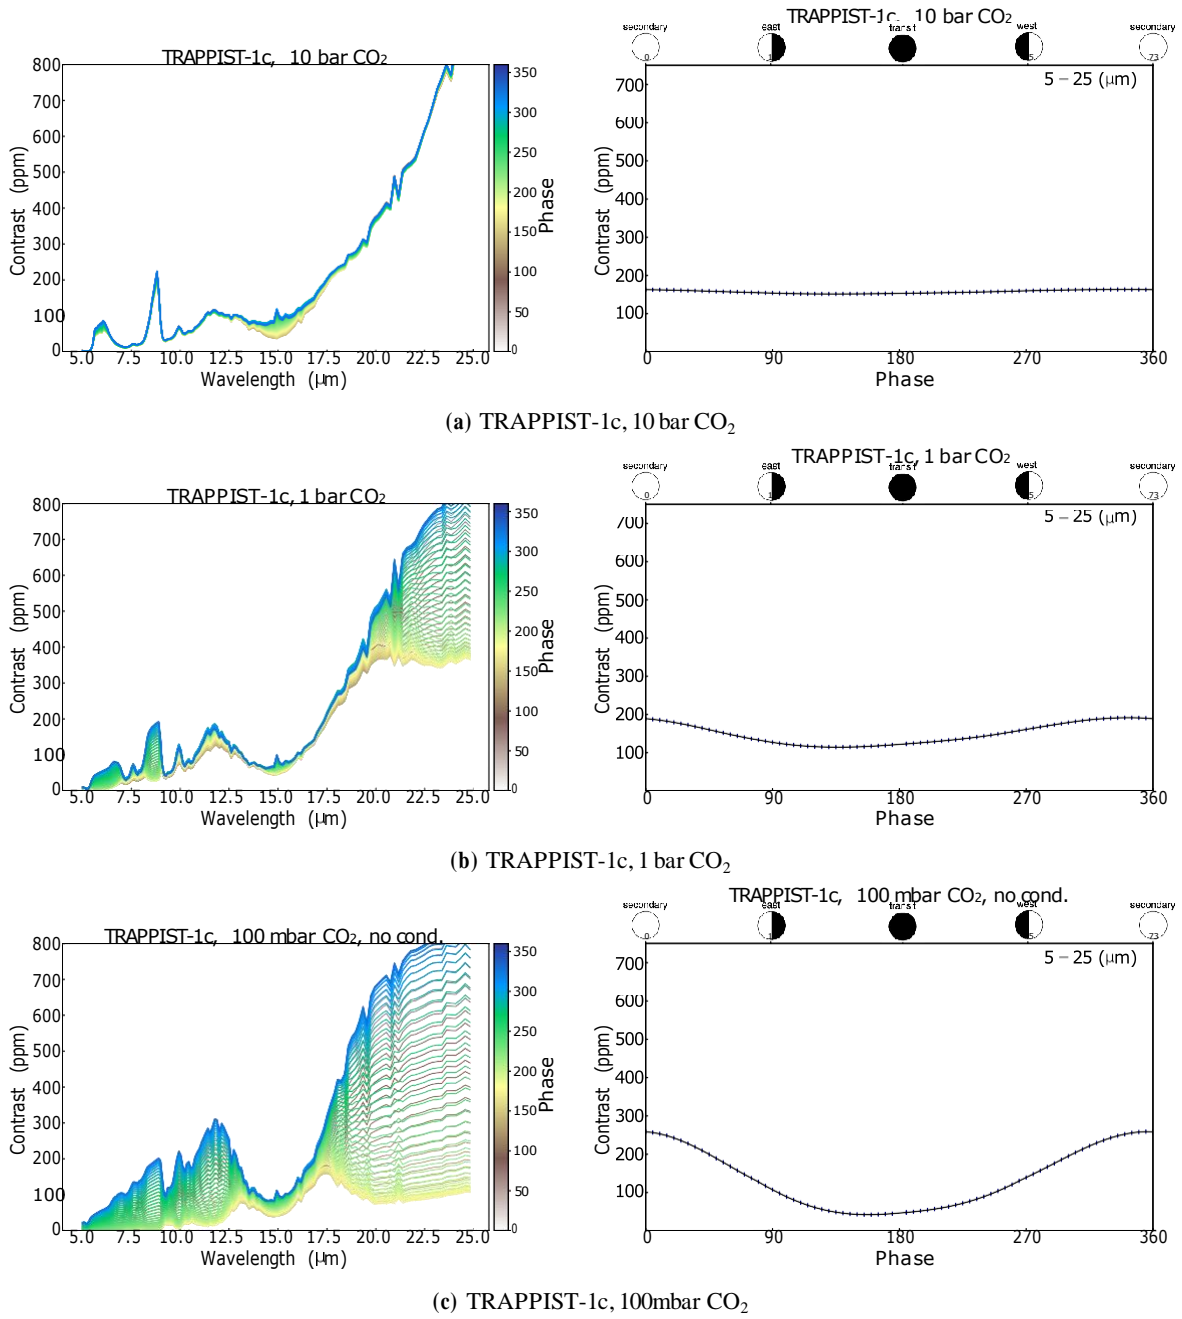 TRAPPIST-1c, 10 bar CO2
800
700
600
500
400
300
200
100
0
Contrast (ppm)
5.0 7.5 10.0 12.5 15.0 17.5 20.0 22.5 25.0
Wavelength (μm)
350
300
250
200
150
100
50
0
Phase
TRAPPIST-1c, 10 bar CO2
secondary east transit west secondary
0 73
5 – 25 (μm)
700
600
500
400
300
200
100
Contrast (ppm)
0 90 180 270 360
Phase
(a) TRAPPIST-1c, 10 bar CO2
TRAPPIST-1c, 1 bar CO2
800
700
600
500
400
300
200
100
0
Contrast (ppm)
5.0 7.5 10.0 12.5 15.0 17.5 20.0 22.5 25.0
Wavelength (μm)
350
300
250
200
150
100
50
0
Phase
TRAPPIST-1c, 1 bar CO2
secondary east transit west secondary
0 73
5 – 25 (μm)
700
600
500
400
300
200
100
Contrast (ppm)
0 90 180 270 360
Phase
(b) TRAPPIST-1c, 1 bar CO2
TRAPPIST-1c, 100 mbar CO2, no cond.
800
700
600
500
400
300
200
100
0
Contrast (ppm)
5.0 7.5 10.0 12.5 15.0 17.5 20.0 22.5 25.0
Wavelength (μm)
350
300
250
200
150
100
50
0
Phase
TRAPPIST-1c, 100 mbar CO2, no cond.
secondary east transit west secondary
0 73
5 – 25 (μm)
700
600
500
400
300
200
100
Contrast (ppm)
0 90 180 270 360
Phase
(c) TRAPPIST-1c, 100mbar CO2